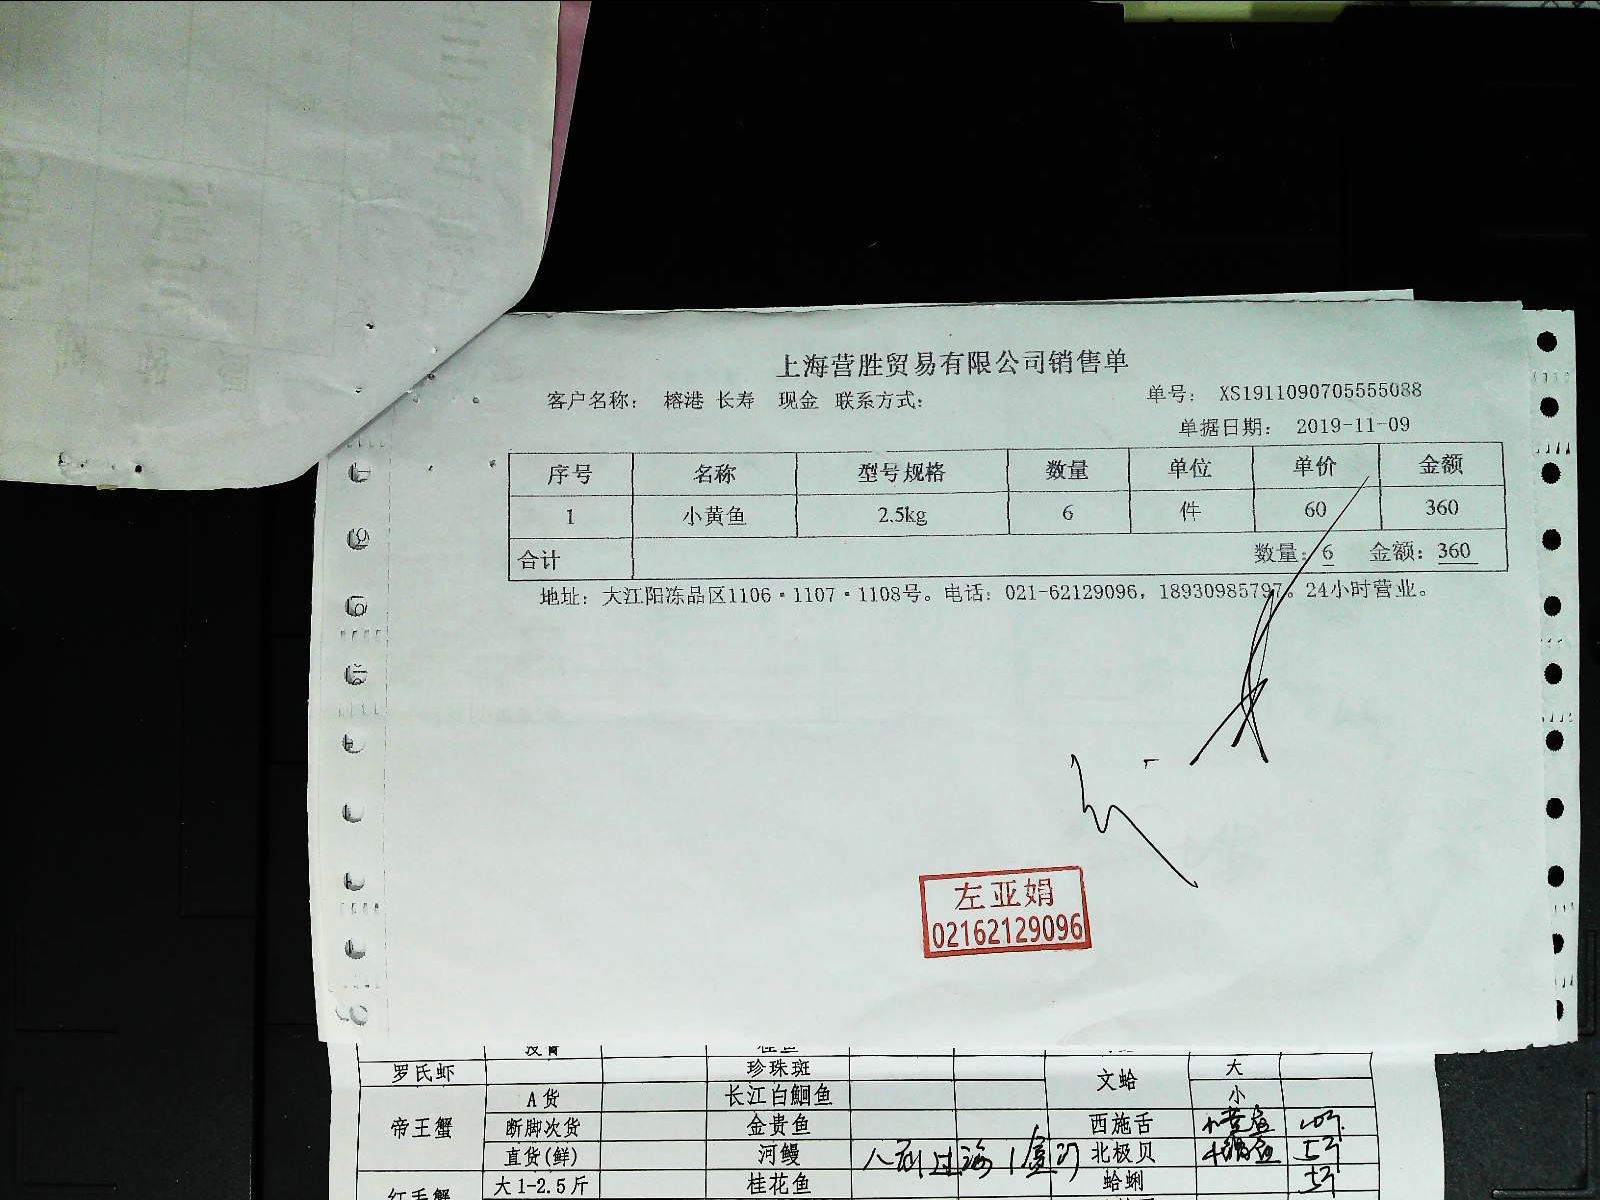 上海营胜贸易有限公司销售单
客户名称： 榕港 长寿 现金 联系方式：
单号： XS1911090705555088
单据日期： 2019-11-09
序号 名称 型号规格 数量 单位 单价 金额
1 小黄鱼 2.5kg 6 件 60 360
合计 数量：6 金额：360
地址：大江阳冻品区1106·1107·1108号。电话：021-62129096，18930985797。24小时营业。
左亚娟
02162129096
罗氏虾 珍珠斑 文蛤 大
A货 长江白鮰鱼 小
帝王蟹 断脚次货 金贵鱼 西施舌
直货(鲜) 河鳗 北极贝
大1-2.5斤 桂花鱼 蛤蜊